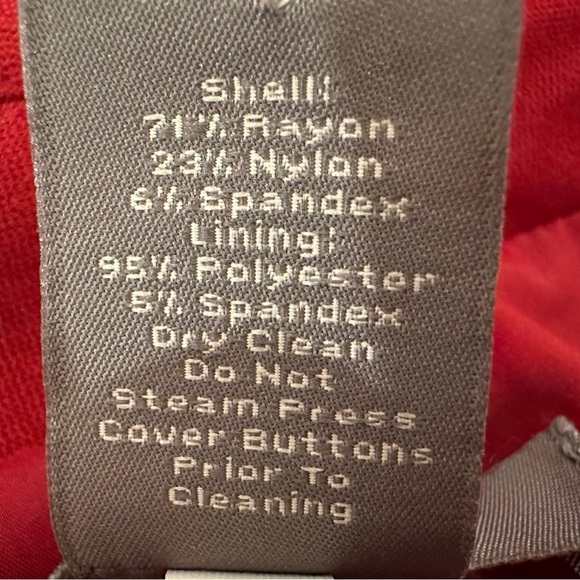 Shell:
71% Rayon
23% Nylon
6% Spandex
Lining:
95% Polyester
5% Spandex
Dry Clean
Do Not
Steam Press
Cover Buttons
Prior To
Cleaning